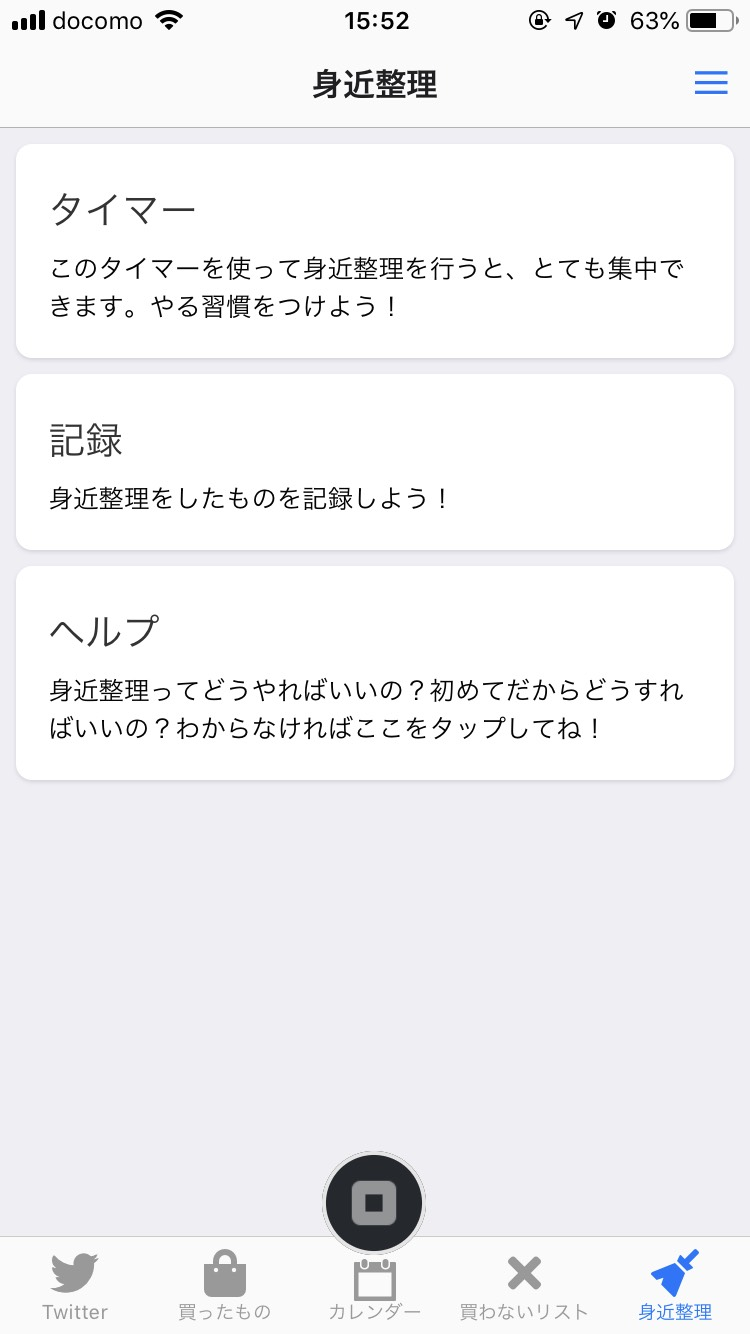 docomo 15:52 63%
身近整理
タイマー
このタイマーを使って身近整理を行うと、とても集中で
きます。やる習慣をつけよう！
記録
身近整理をしたものを記録しよう！
ヘルプ
身近整理ってどうやればいいの？初めてだからどうすれ
ばいいの？わからなければここをタップしてね！
Twitter 買ったもの カレンダー 買わないリスト 身近整理